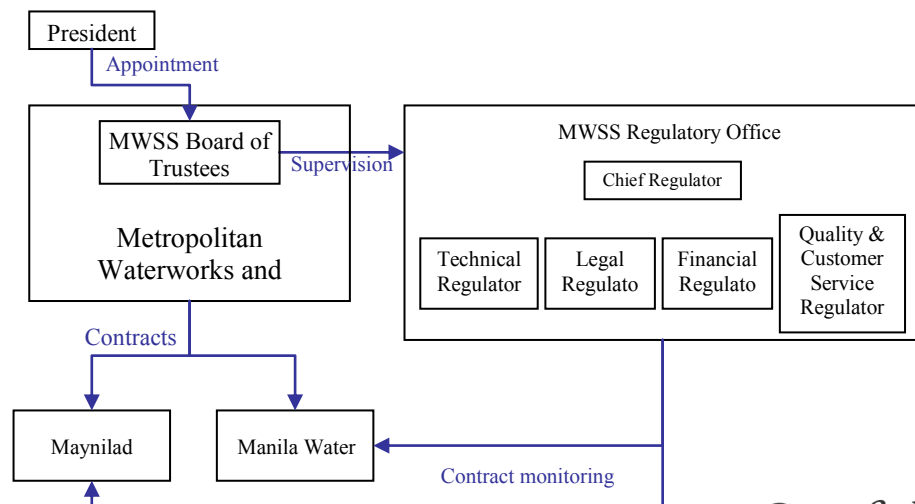 President
Appointment
MWSS Board of
Trustees
Supervision
Metropolitan
Waterworks and
MWSS Regulatory Office
Chief Regulator
Technical
Regulator
Legal
Regulato
Financial
Regulato
Quality &
Customer
Service
Regulator
Contracts
Maynilad
Manila Water
Contract monitoring